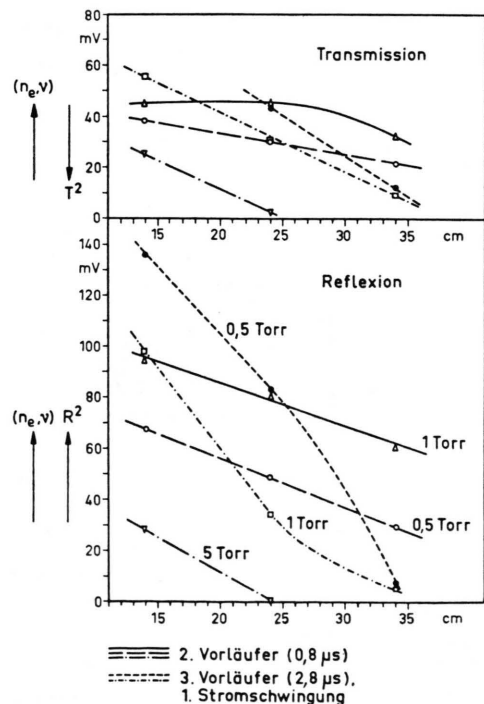 80
mV
60
40
20
0
Transmission
(nₑ,ν)
T²
15 20 25 30 35 cm
140
mV
120
100
80
60
40
20
0
Reflexion
0,5 Torr
1 Torr
(nₑ,ν) R²
1 Torr
0,5 Torr
5 Torr
15 20 25 30 35 cm
2. Vorläufer (0,8 µs)
3. Vorläufer (2,8 µs),
1. Stromschwingung